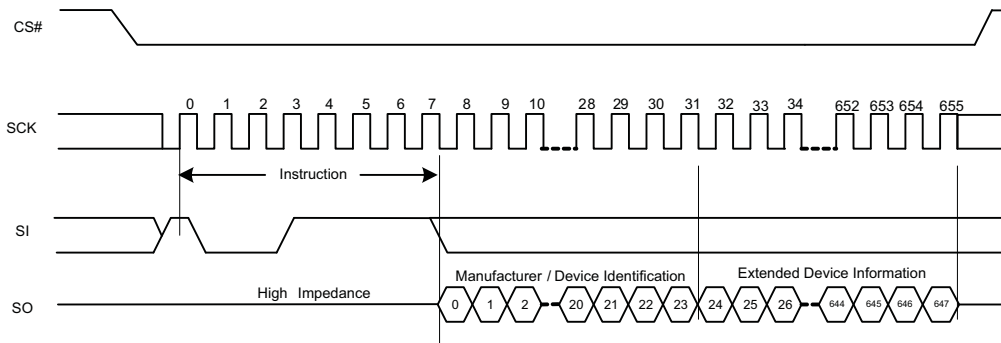 CS#
0 1 2 3 4 5 6 7 8 9 10 28 29 30 31 32 33 34 652 653 654 655
SCK
Instruction
SI
Manufacturer / Device Identification Extended Device Information
High Impedance
SO
0 1 2 20 21 22 23 24 25 26 644 645 646 647